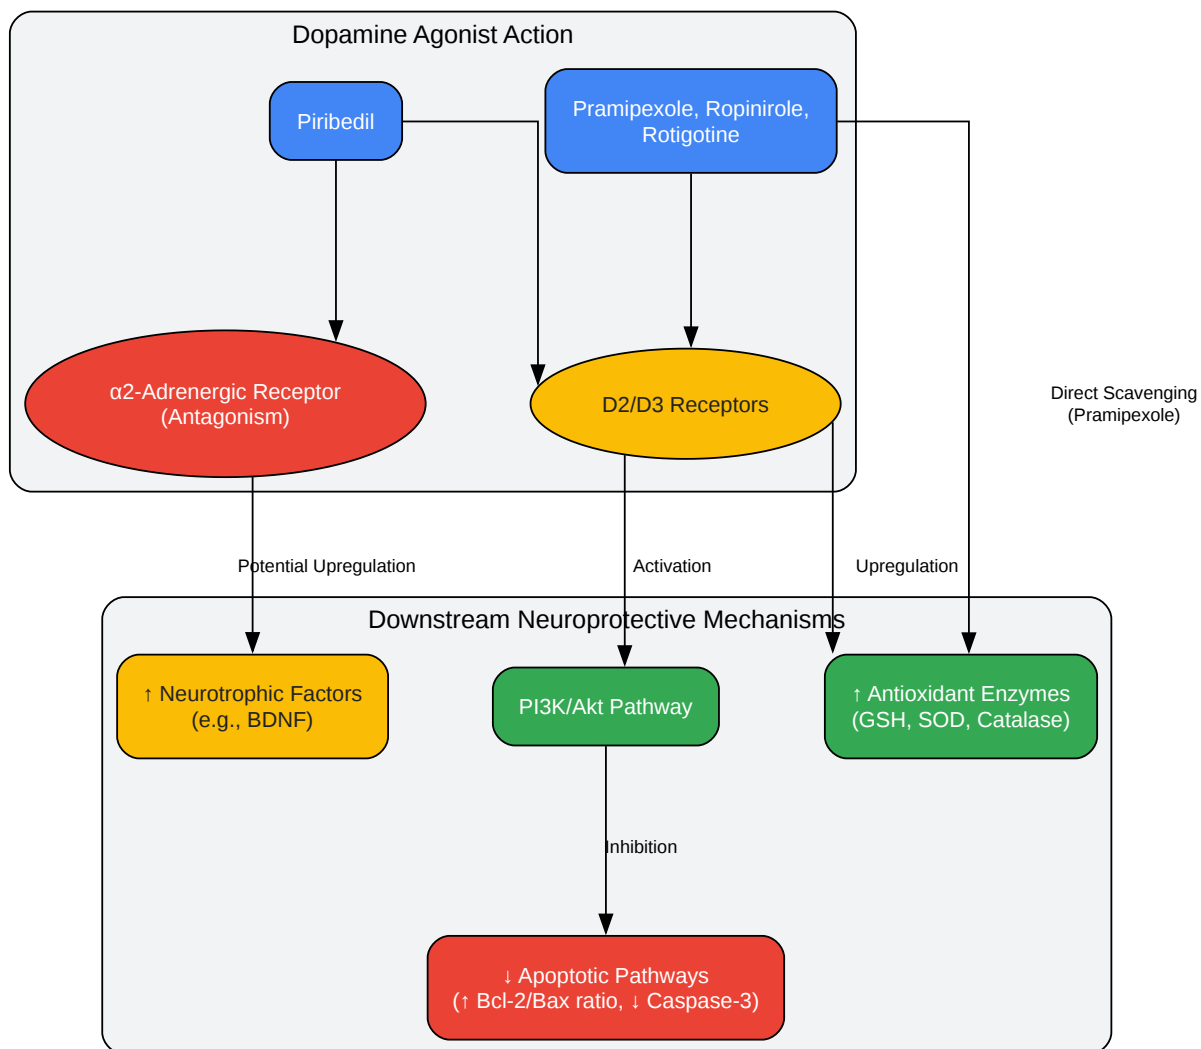 Dopamine Agonist Action
Piribedil
Pramipexole, Ropinirole,
Rotigotine
α2-Adrenergic Receptor
(Antagonism)
D2/D3 Receptors
Direct Scavenging
(Pramipexole)
Potential Upregulation
Activation
Upregulation
Downstream Neuroprotective Mechanisms
↑ Neurotrophic Factors
(e.g., BDNF)
PI3K/Akt Pathway
↑ Antioxidant Enzymes
(GSH, SOD, Catalase)
Inhibition
↓ Apoptotic Pathways
(↑ Bcl-2/Bax ratio, ↓ Caspase-3)